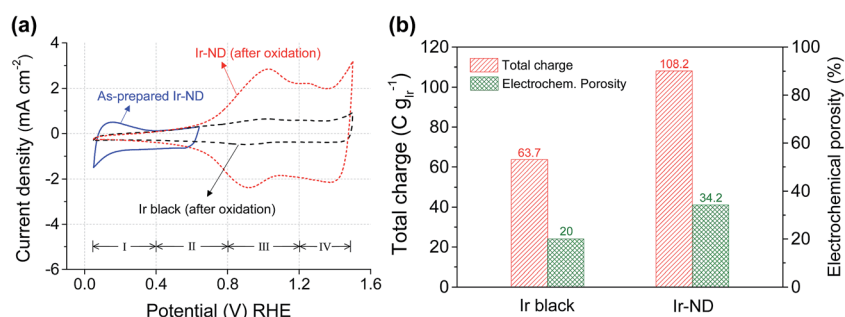 (a)
4
2
0
-2
-4
-6
Current density (mA cm⁻²)
Ir-ND (after oxidation)
As-prepared Ir-ND
Ir black (after oxidation)
I
II
III
IV
0.0
0.4
0.8
1.2
1.6
Potential (V) RHE
(b)
120
100
80
60
40
20
0
Total charge (C g_Ir⁻¹)
Total charge
Electrochem. Porosity
63.7
20
108.2
34.2
Ir black
Ir-ND
100
80
60
40
20
0
Electrochemical porosity (%)